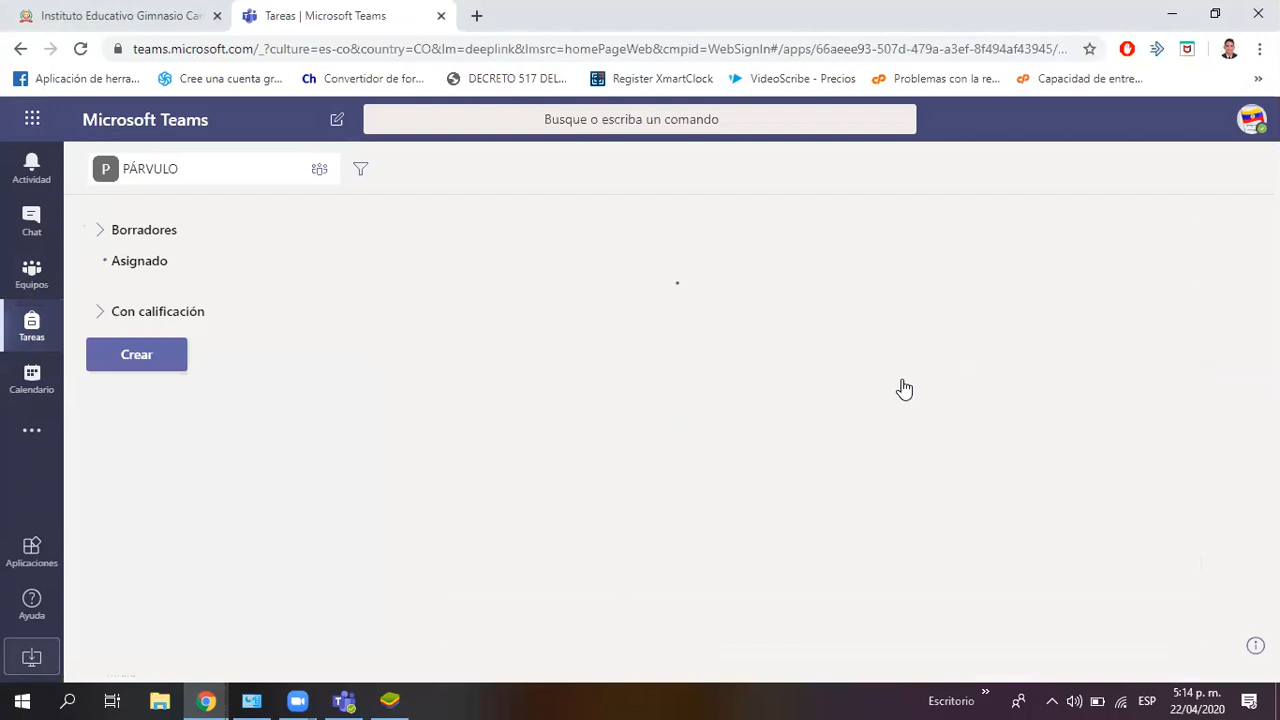 Instituto Educativo Gimnasio Car
Tareas | Microsoft Teams
teams.microsoft.com/_?culture=es-co&country=CO&lm=deeplink&lmsrc=homePageWeb&cmpid=WebSignIn#/apps/66aeee93-507d-479a-a3ef-8f494af43945/...
Aplicación de herra...
Cree una cuenta gr...
Ch Convertidor de for...
DECRETO 517 DEL...
Register XmartClock
VideoScribe - Precios
Problemas con la re...
Capacidad de entre...
Microsoft Teams
Busque o escriba un comando
Actividad
Chat
Equipos
Tareas
Calendario
Aplicaciones
Ayuda
P PÁRVULO
Borradores
Asignado
Con calificación
Crear
Escritorio
ESP
5:14 p. m.
22/04/2020